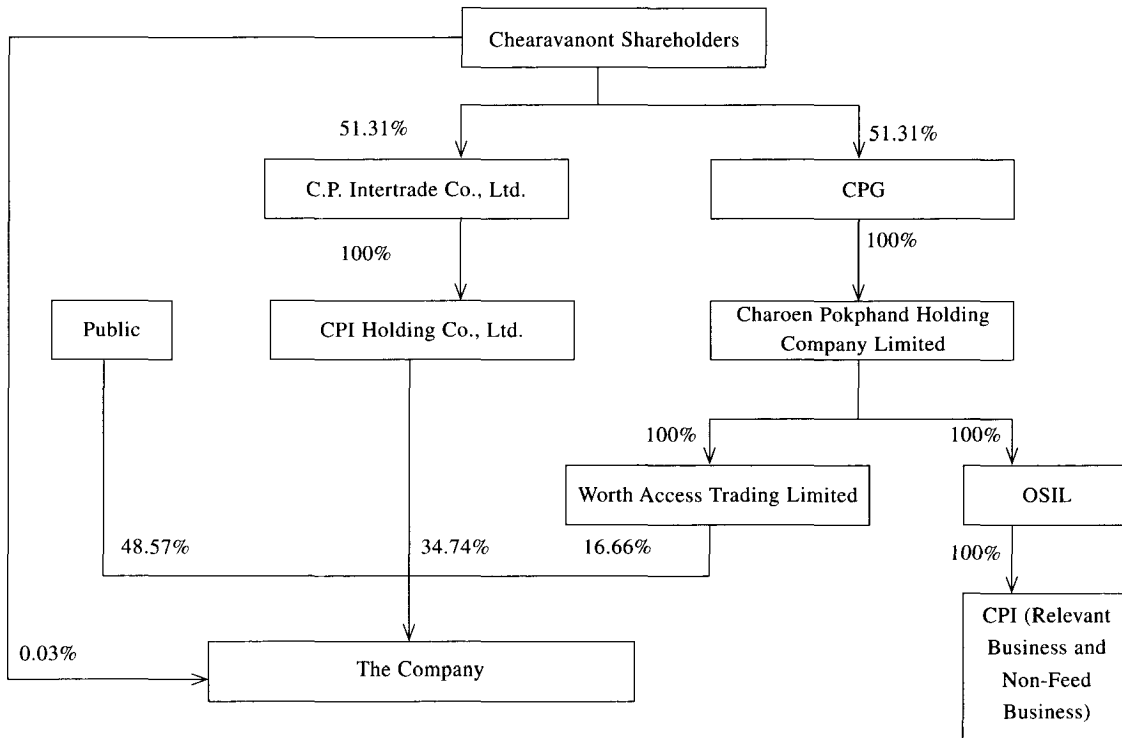 Chearavanont Shareholders
51.31%
51.31%
C.P. Intertrade Co., Ltd.
CPG
100%
100%
Public
CPI Holding Co., Ltd.
Charoen Pokphand Holding
Company Limited
100%
100%
Worth Access Trading Limited
OSIL
48.57%
34.74%
16.66%
100%
CPI (Relevant
Business and
Non-Feed
Business)
0.03%
The Company